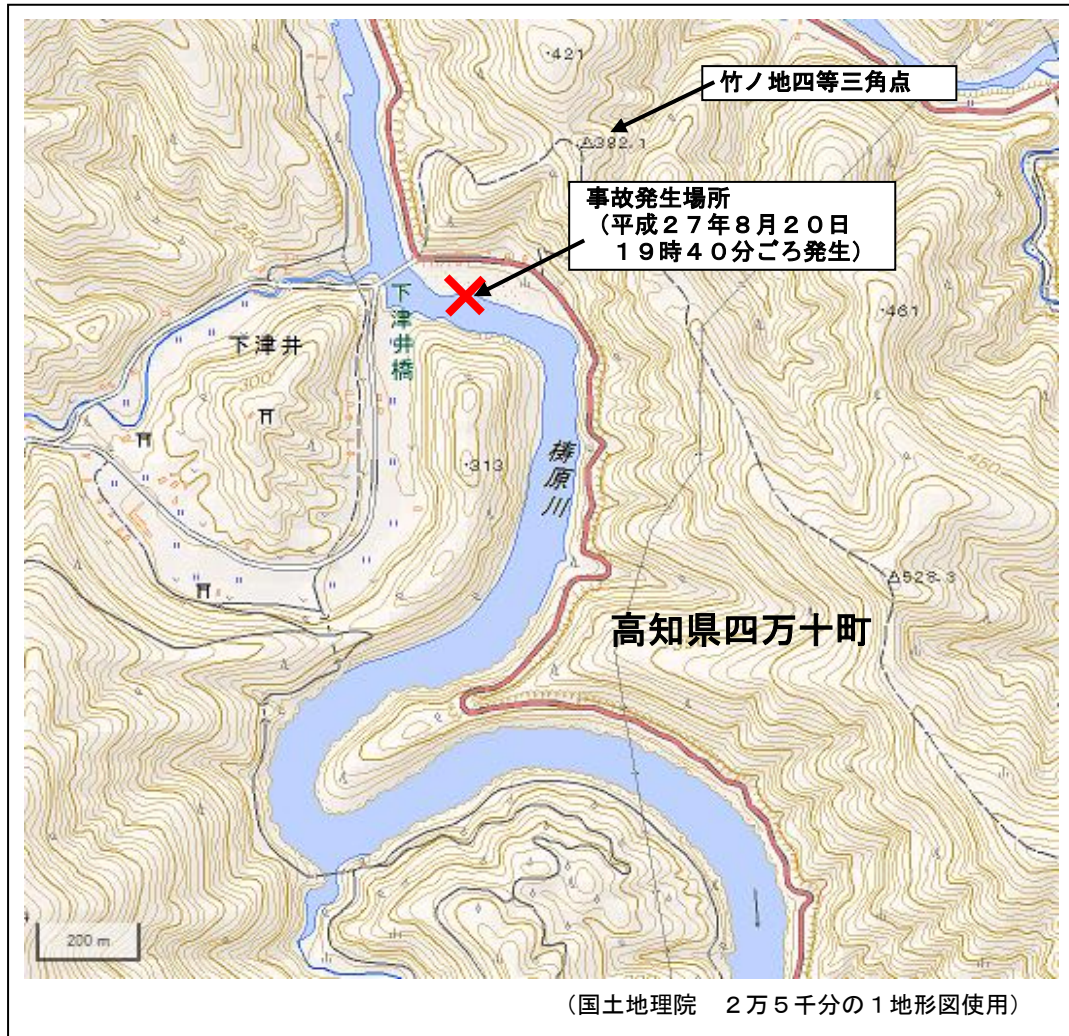 ・421
竹ノ地四等三角点
△392.1
事故発生場所
(平成27年8月20日
19時40分ごろ発生)
・461
下津井橋
下津井
300
・313
梼原川
△528.3
高知県四万十町
200 m
(国土地理院 2万5千分の1地形図使用)